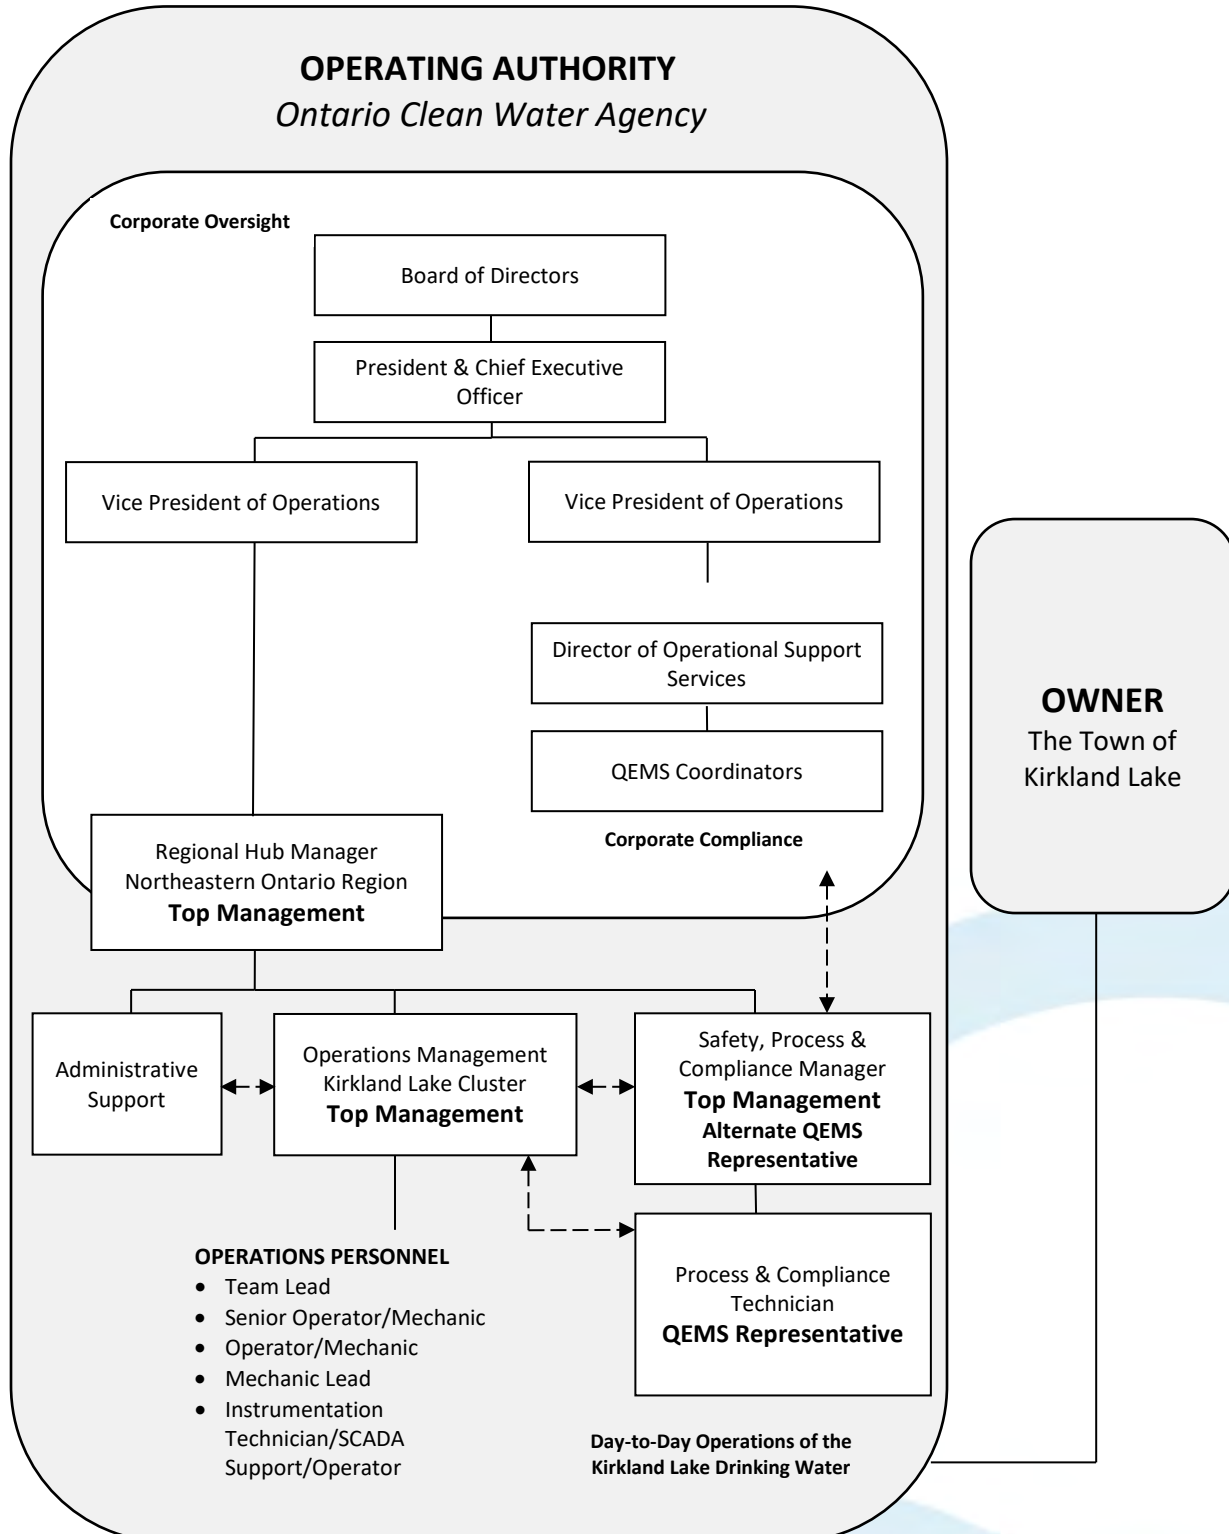 OPERATING AUTHORITY
Ontario Clean Water Agency
Corporate Oversight
Board of Directors
President & Chief Executive
Officer
Vice President of Operations
Vice President of Operations
Director of Operational Support
Services
QEMS Coordinators
Corporate Compliance
Regional Hub Manager
Northeastern Ontario Region
Top Management
Administrative
Support
Operations Management
Kirkland Lake Cluster
Top Management
Safety, Process &
Compliance Manager
Top Management
Alternate QEMS
Representative
Process & Compliance
Technician
QEMS Representative
OPERATIONS PERSONNEL
• Team Lead
• Senior Operator/Mechanic
• Operator/Mechanic
• Mechanic Lead
• Instrumentation
Technician/SCADA
Support/Operator
Day-to-Day Operations of the
Kirkland Lake Drinking Water
OWNER
The Town of
Kirkland Lake